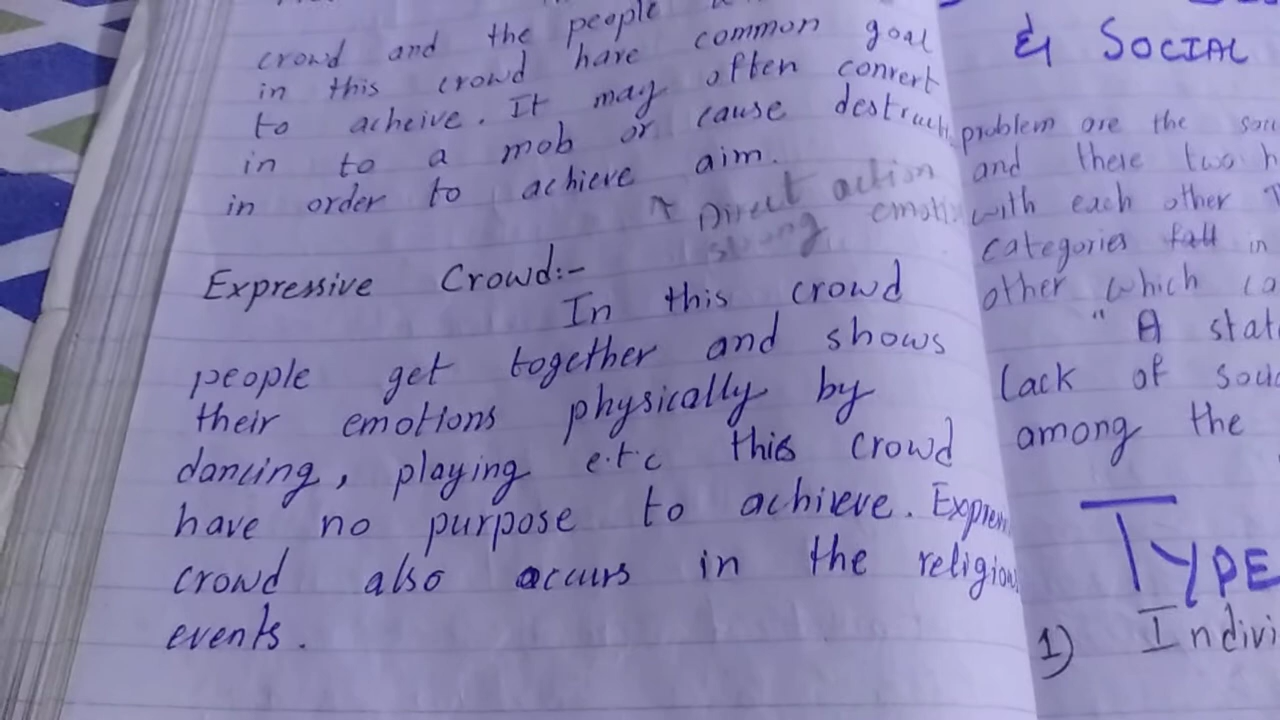 crowd and the people
in this crowd have common goal
to acheive. It may often convert
in to a mob or cause
in order to achieve aim.
Direct action
strong
Expressive Crowd:-
In this crowd
people get together and shows
their emotions physically by
dancing, playing e.t.c this crowd
have no purpose to achieve.
crowd also occurs in the
events.
& SOCIAL
problem are the
and there two
with each other
categories fall in
other which
" A
Lack of
among the
TYPE
1) Indivi